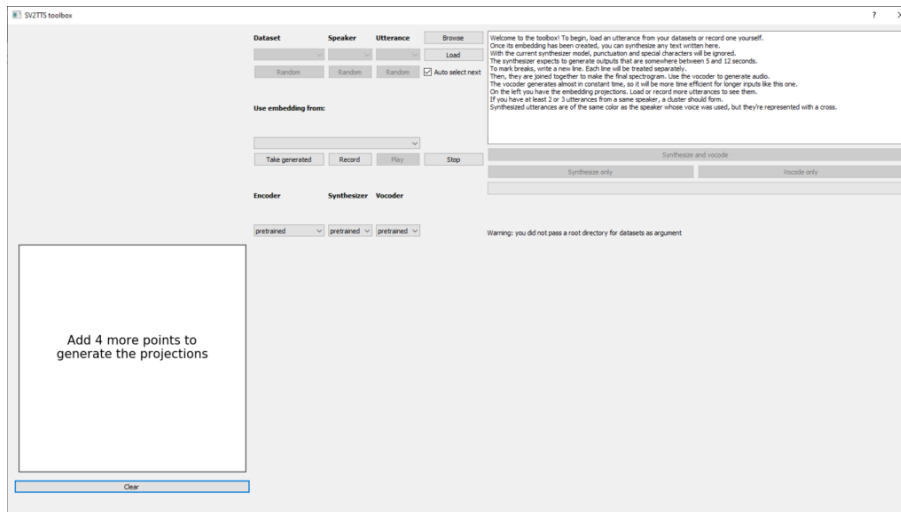 SV2TTS toolbox
? X
Dataset Speaker Utterance Browse
Load
Random Random Random Auto select next
Use embedding from:
Take generated Record Play Stop
Encoder Synthesizer Vocoder
pretrained pretrained pretrained
Welcome to the toolbox! To begin, load an utterance from your datasets or record one yourself.
Once its embedding has been created, you can synthesize any text written here.
With the current synthesizer model, punctuation and special characters will be ignored.
The synthesizer expects to generate outputs that are somewhere between 5 and 12 seconds.
To mark breaks, write a new line. Each line will be treated separately.
Then, they are joined together to make the final spectrogram. Use the vocoder to generate audio.
The vocoder generates almost in constant time, so it will be more time efficient for longer inputs like this one.
On the left you have the embedding projections. Load or record more utterances to see them.
If you have at least 2 or 3 utterances from a same speaker, a cluster should form.
Synthesized utterances are of the same color as the speaker whose voice was used, but they're represented with a cross.
Synthesize and vocode
Synthesize only Vocode only
Warning: you did not pass a root directory for datasets as argument
Add 4 more points to
generate the projections
Clear